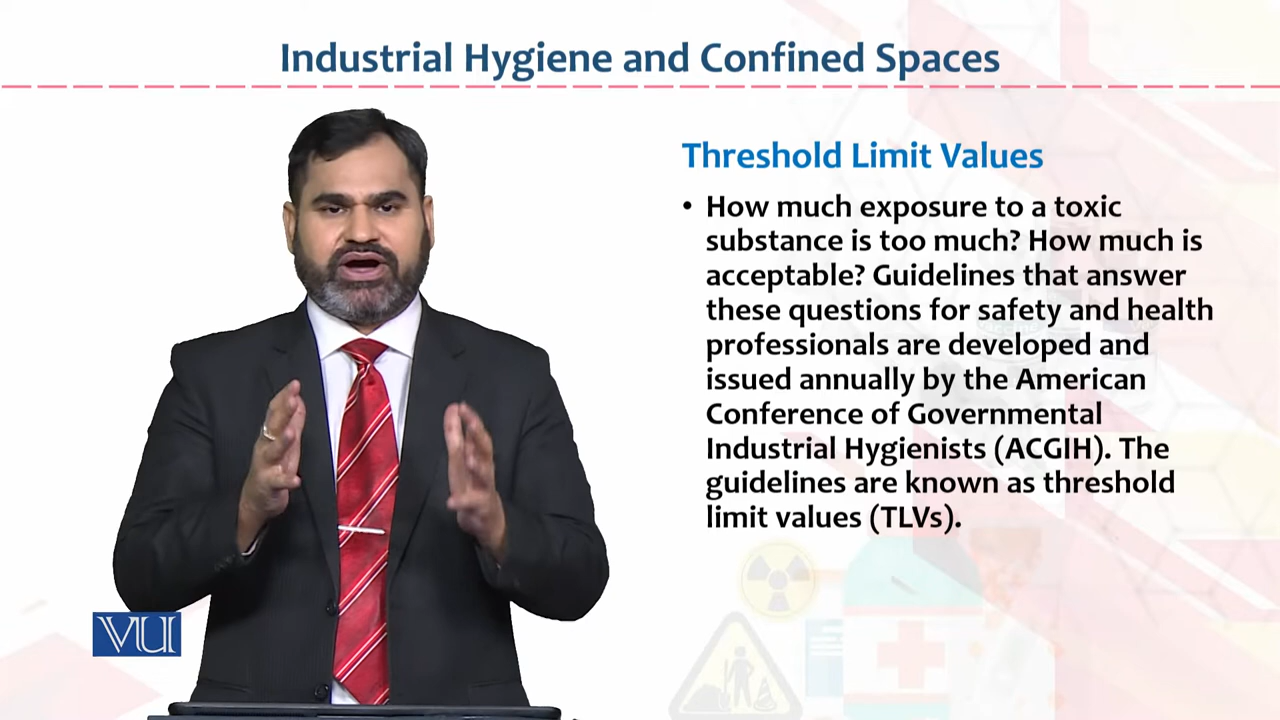 Industrial Hygiene and Confined Spaces
Threshold Limit Values
• How much exposure to a toxic
substance is too much? How much is
acceptable? Guidelines that answer
these questions for safety and health
professionals are developed and
issued annually by the American
Conference of Governmental
Industrial Hygienists (ACGIH). The
guidelines are known as threshold
limit values (TLVs).
VU